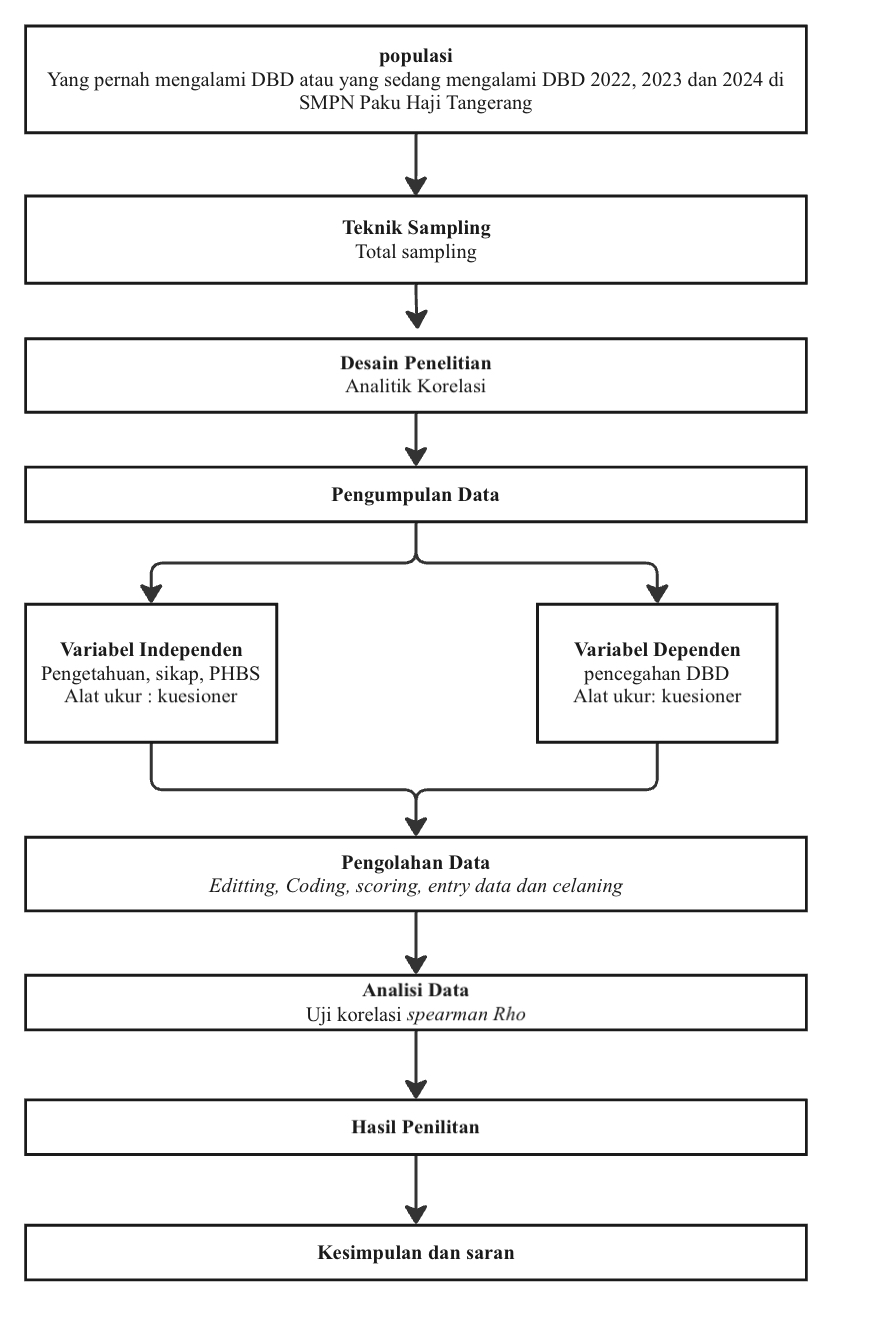 populasi
Yang pernah mengalami DBD atau yang sedang mengalami DBD 2022, 2023 dan 2024 di
SMPN Paku Haji Tangerang
Teknik Sampling
Total sampling
Desain Penelitian
Analitik Korelasi
Pengumpulan Data
Variabel Independen
Pengetahuan, sikap, PHBS
Alat ukur : kuesioner
Variabel Dependen
pencegahan DBD
Alat ukur: kuesioner
Pengolahan Data
Editting, Coding, scoring, entry data dan celaning
Analisi Data
Uji korelasi spearman Rho
Hasil Penilitan
Kesimpulan dan saran